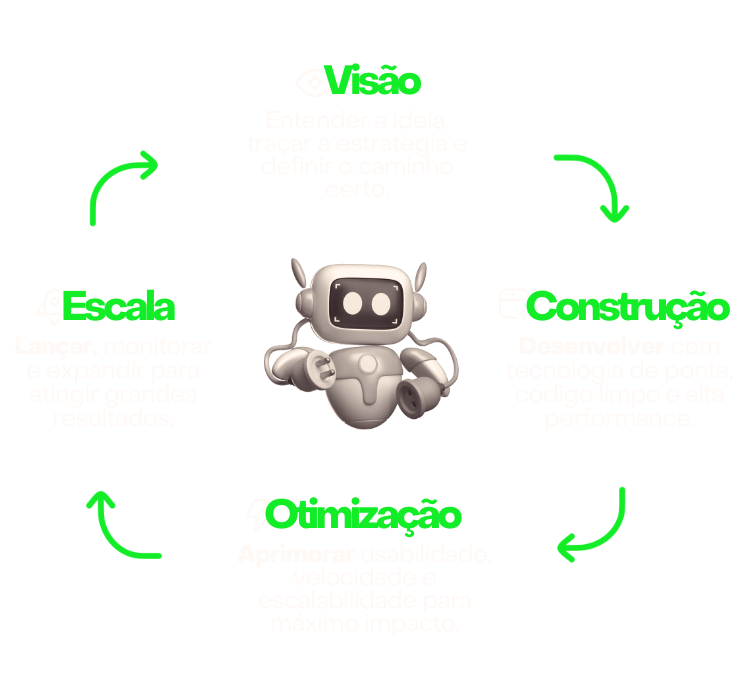 Visão
Entender a ideia,
traçar a estratégia e
definir o caminho
certo.
Escala
Lançar, monitorar
e expandir para
atingir grandes
resultados.
Construção
Desenvolver com
tecnologia de ponta,
codigo limpo e alta
performance.
Otimização
Aprimorar usabilidade,
velocidade e
escalabilidade para
máximo impacto.